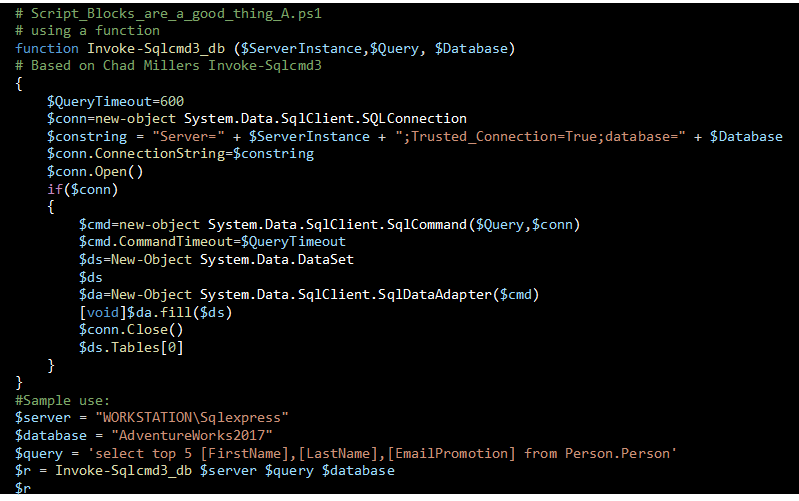 # Script_Blocks_are_a_good_thing_A.ps1
# using a function
function Invoke-Sqlcmd3_db ($ServerInstance,$Query, $Database)
# Based on Chad Millers Invoke-Sqlcmd3
{
    $QueryTimeout=600
    $conn=new-object System.Data.SqlClient.SQLConnection
    $constring = "Server=" + $ServerInstance + ";Trusted_Connection=True;database=" + $Database
    $conn.ConnectionString=$constring
    $conn.Open()
    if($conn)
    {
        $cmd=new-object System.Data.SqlClient.SqlCommand($Query,$conn)
        $cmd.CommandTimeout=$QueryTimeout
        $ds=New-Object System.Data.DataSet
        $ds
        $da=New-Object System.Data.SqlClient.SqlDataAdapter($cmd)
        [void]$da.fill($ds)
        $conn.Close()
        $ds.Tables[0]
    }
}
#Sample use:
$server = "WORKSTATION\Sqlexpress"
$database = "AdventureWorks2017"
$query = 'select top 5 [FirstName],[LastName],[EmailPromotion] from Person.Person'
$r = Invoke-Sqlcmd3_db $server $query $database
$r